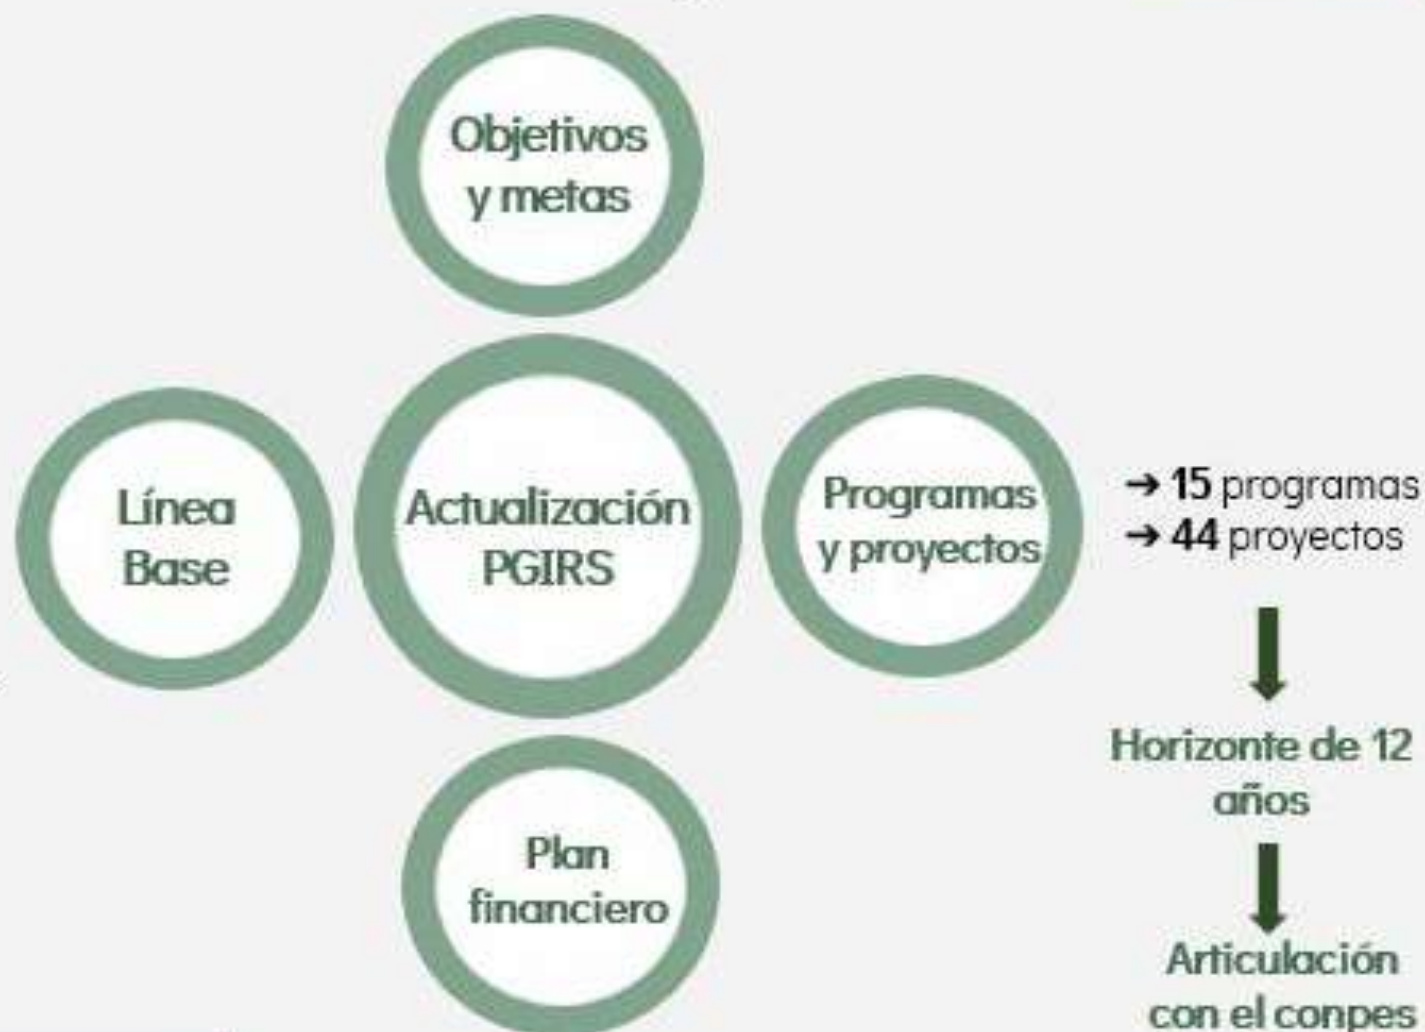 Objetivos
y metas
Línea
Base
Actualización
PGIRS
Programas
y proyectos
→ 15 programas
→ 44 proyectos
Horizonte de 12
años
Plan
financiero
Articulación
con el conpes